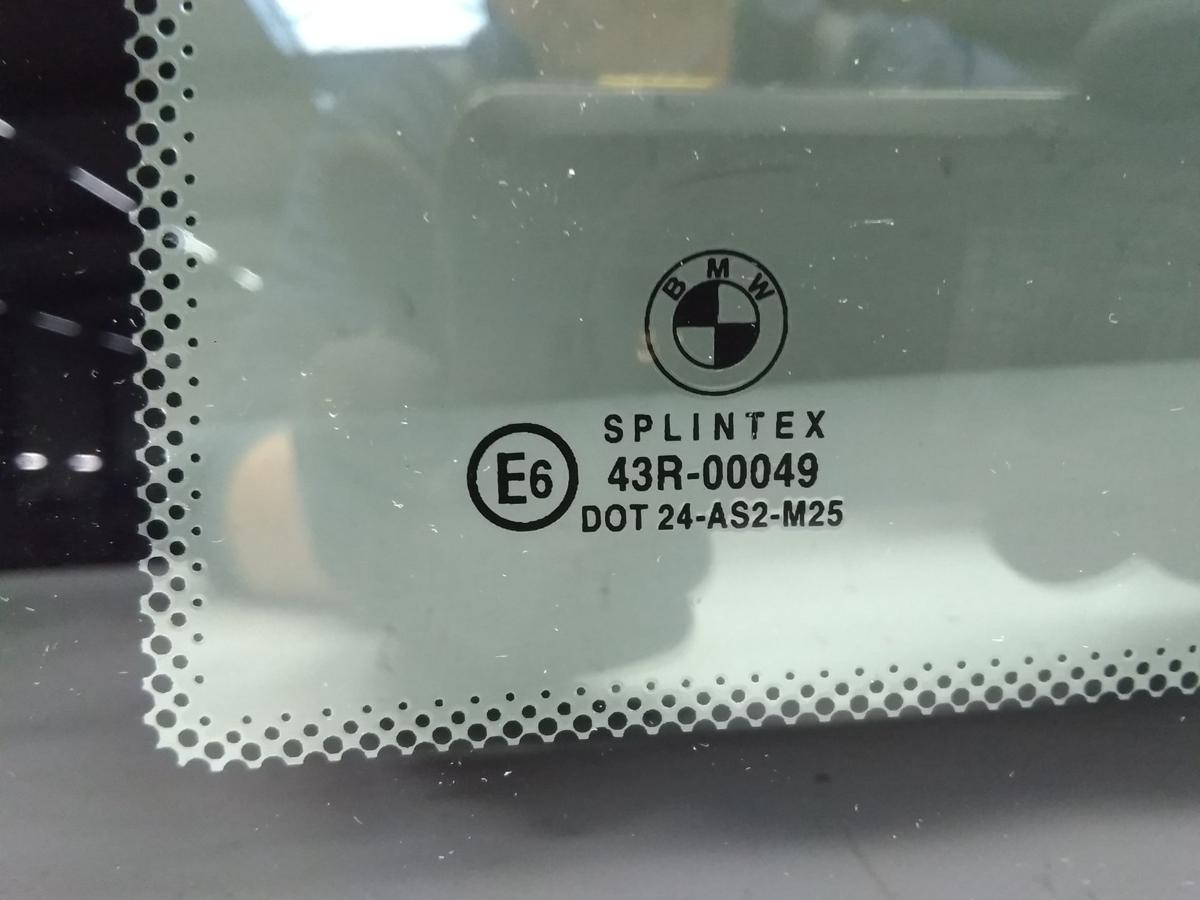 BMW
SPLINTEX
E6
43R-00049
DOT 24-AS2-M25